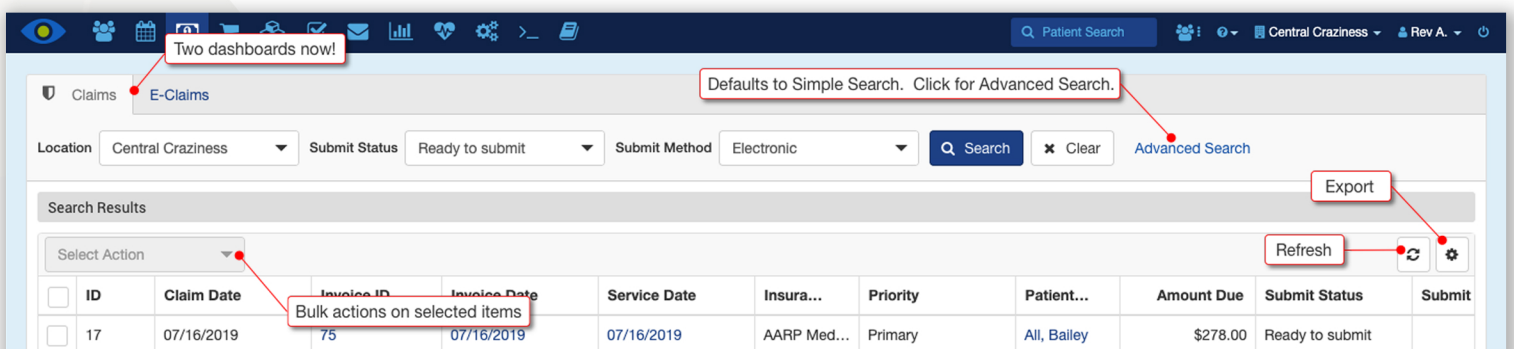 Patient Search
Central Craziness
Rev A.
Two dashboards now!
Claims
E-Claims
Defaults to Simple Search. Click for Advanced Search.
Location
Central Craziness
Submit Status
Ready to submit
Submit Method
Electronic
Search
Clear
Advanced Search
Export
Search Results
Select Action
Refresh
ID
Claim Date
Invoice ID
Invoice Date
Service Date
Insura...
Priority
Patient...
Amount Due
Submit Status
Submit
Bulk actions on selected items
17
07/16/2019
75
07/16/2019
07/16/2019
AARP Med...
Primary
All, Bailey
$278.00
Ready to submit